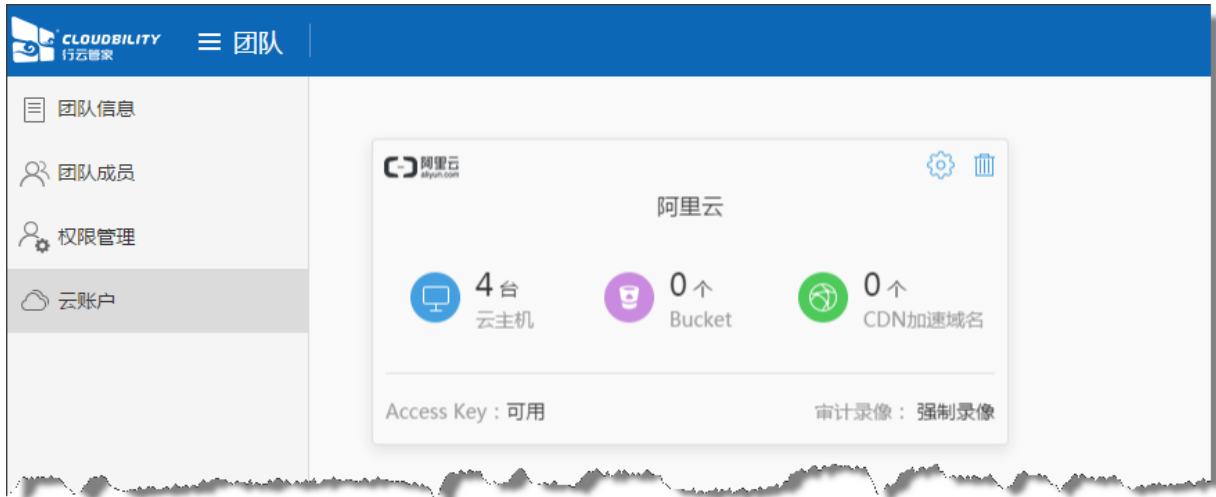 CLOUDBILITY
行云管家
团队
团队信息
团队成员
权限管理
云账户
阿里云
aliyun.com
阿里云
4 台
云主机
0 个
Bucket
0 个
CDN加速域名
Access Key：可用
审计录像： 强制录像